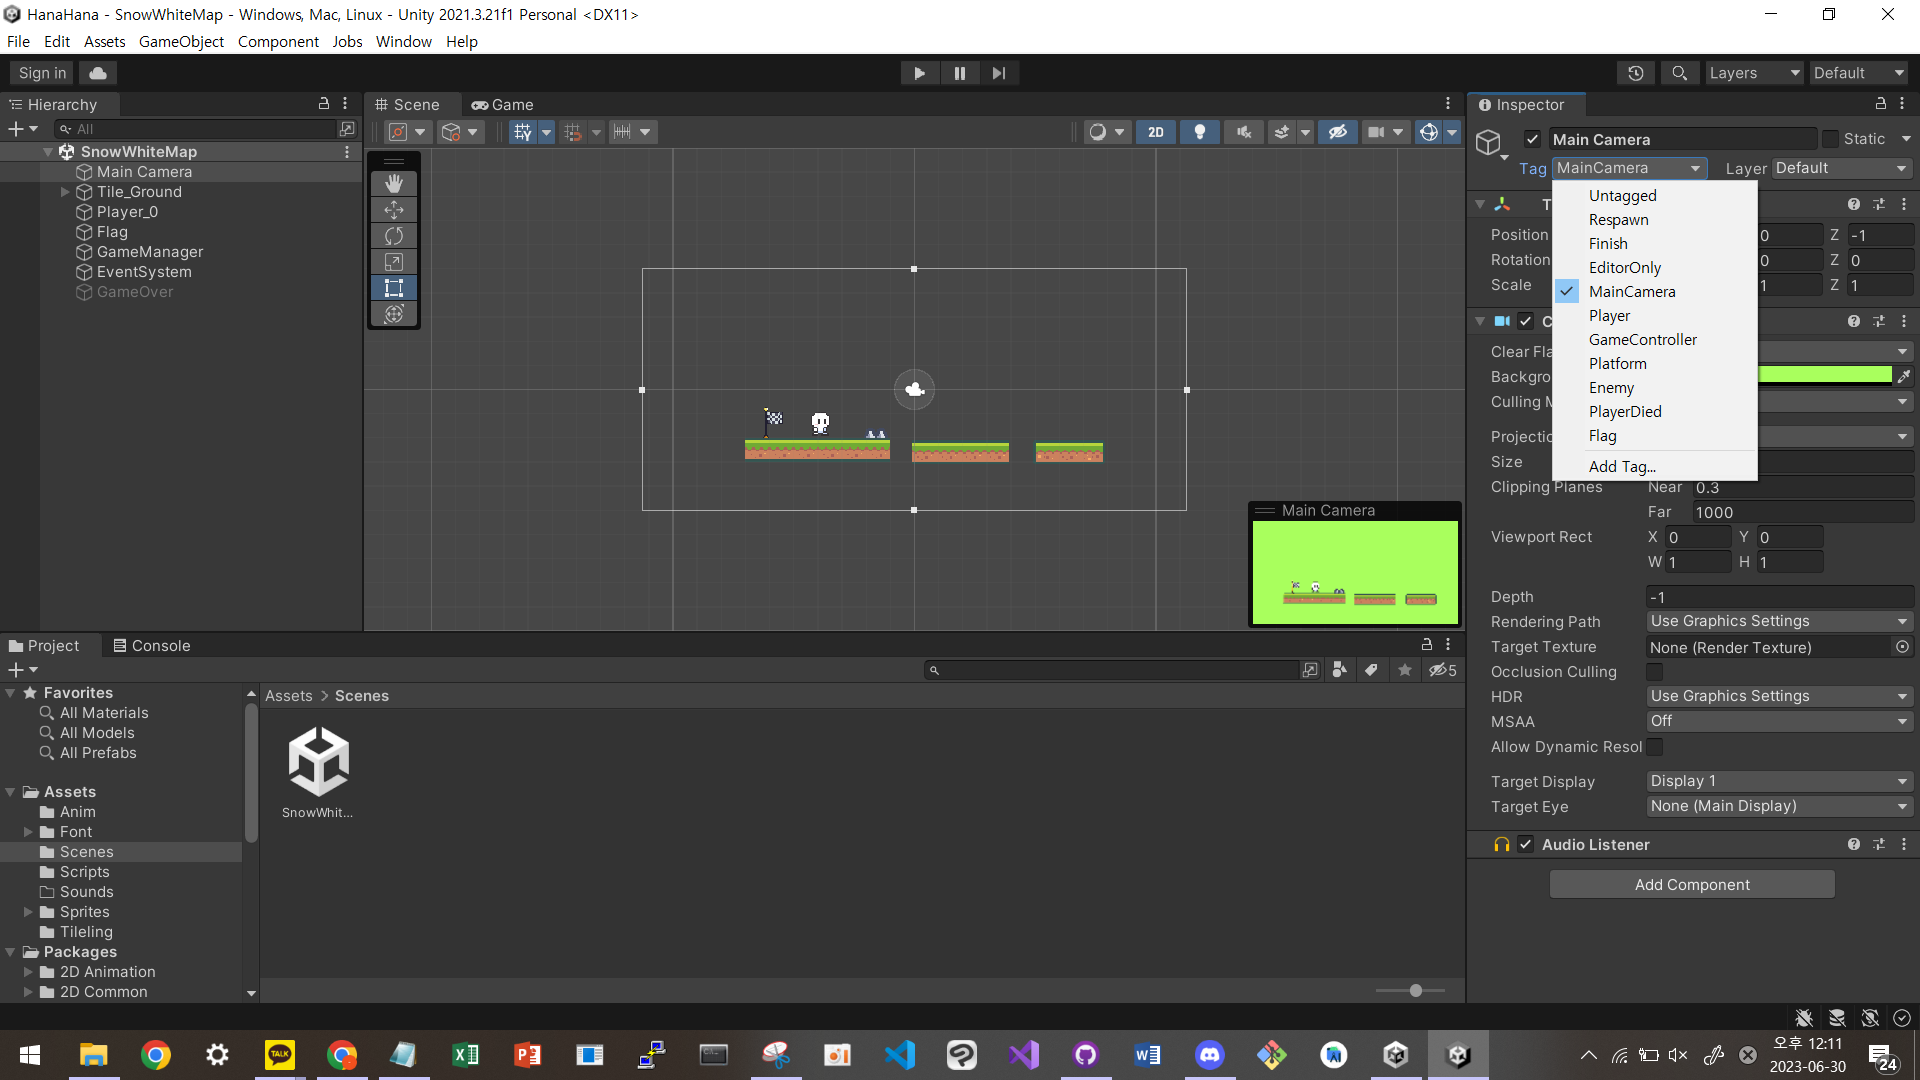 HanaHana - SnowWhiteMap - Windows, Mac, Linux - Unity 2021.3.21f1 Personal <DX11>
File Edit Assets GameObject Component Jobs Window Help
Sign in
Layers
Default
Hierarchy
All
SnowWhiteMap
Main Camera
Tile_Ground
Player_0
Flag
GameManager
EventSystem
GameOver
Scene
Game
2D
Main Camera
Inspector
Main Camera
Static
Tag MainCamera Layer Default
Untagged
Respawn
Finish
EditorOnly
MainCamera
Player
GameController
Platform
Enemy
PlayerDied
Flag
Add Tag...
T
Position 0 Z -1
Rotation 0 Z 0
Scale 1 Z 1
C
Clear Fla
Backgro
Culling M
Projectio
Size
Clipping Planes Near 0.3
Far 1000
Viewport Rect X 0 Y 0
W 1 H 1
Depth -1
Rendering Path Use Graphics Settings
Target Texture None (Render Texture)
Occlusion Culling
HDR Use Graphics Settings
MSAA Off
Allow Dynamic Resol
Target Display Display 1
Target Eye None (Main Display)
Audio Listener
Add Component
Project
Console
5
Favorites
All Materials
All Models
All Prefabs
Assets
Anim
Font
Scenes
Scripts
Sounds
Sprites
Tileling
Packages
2D Animation
2D Common
Assets > Scenes
SnowWhit...
TALK
오후 12:11
2023-06-30
24